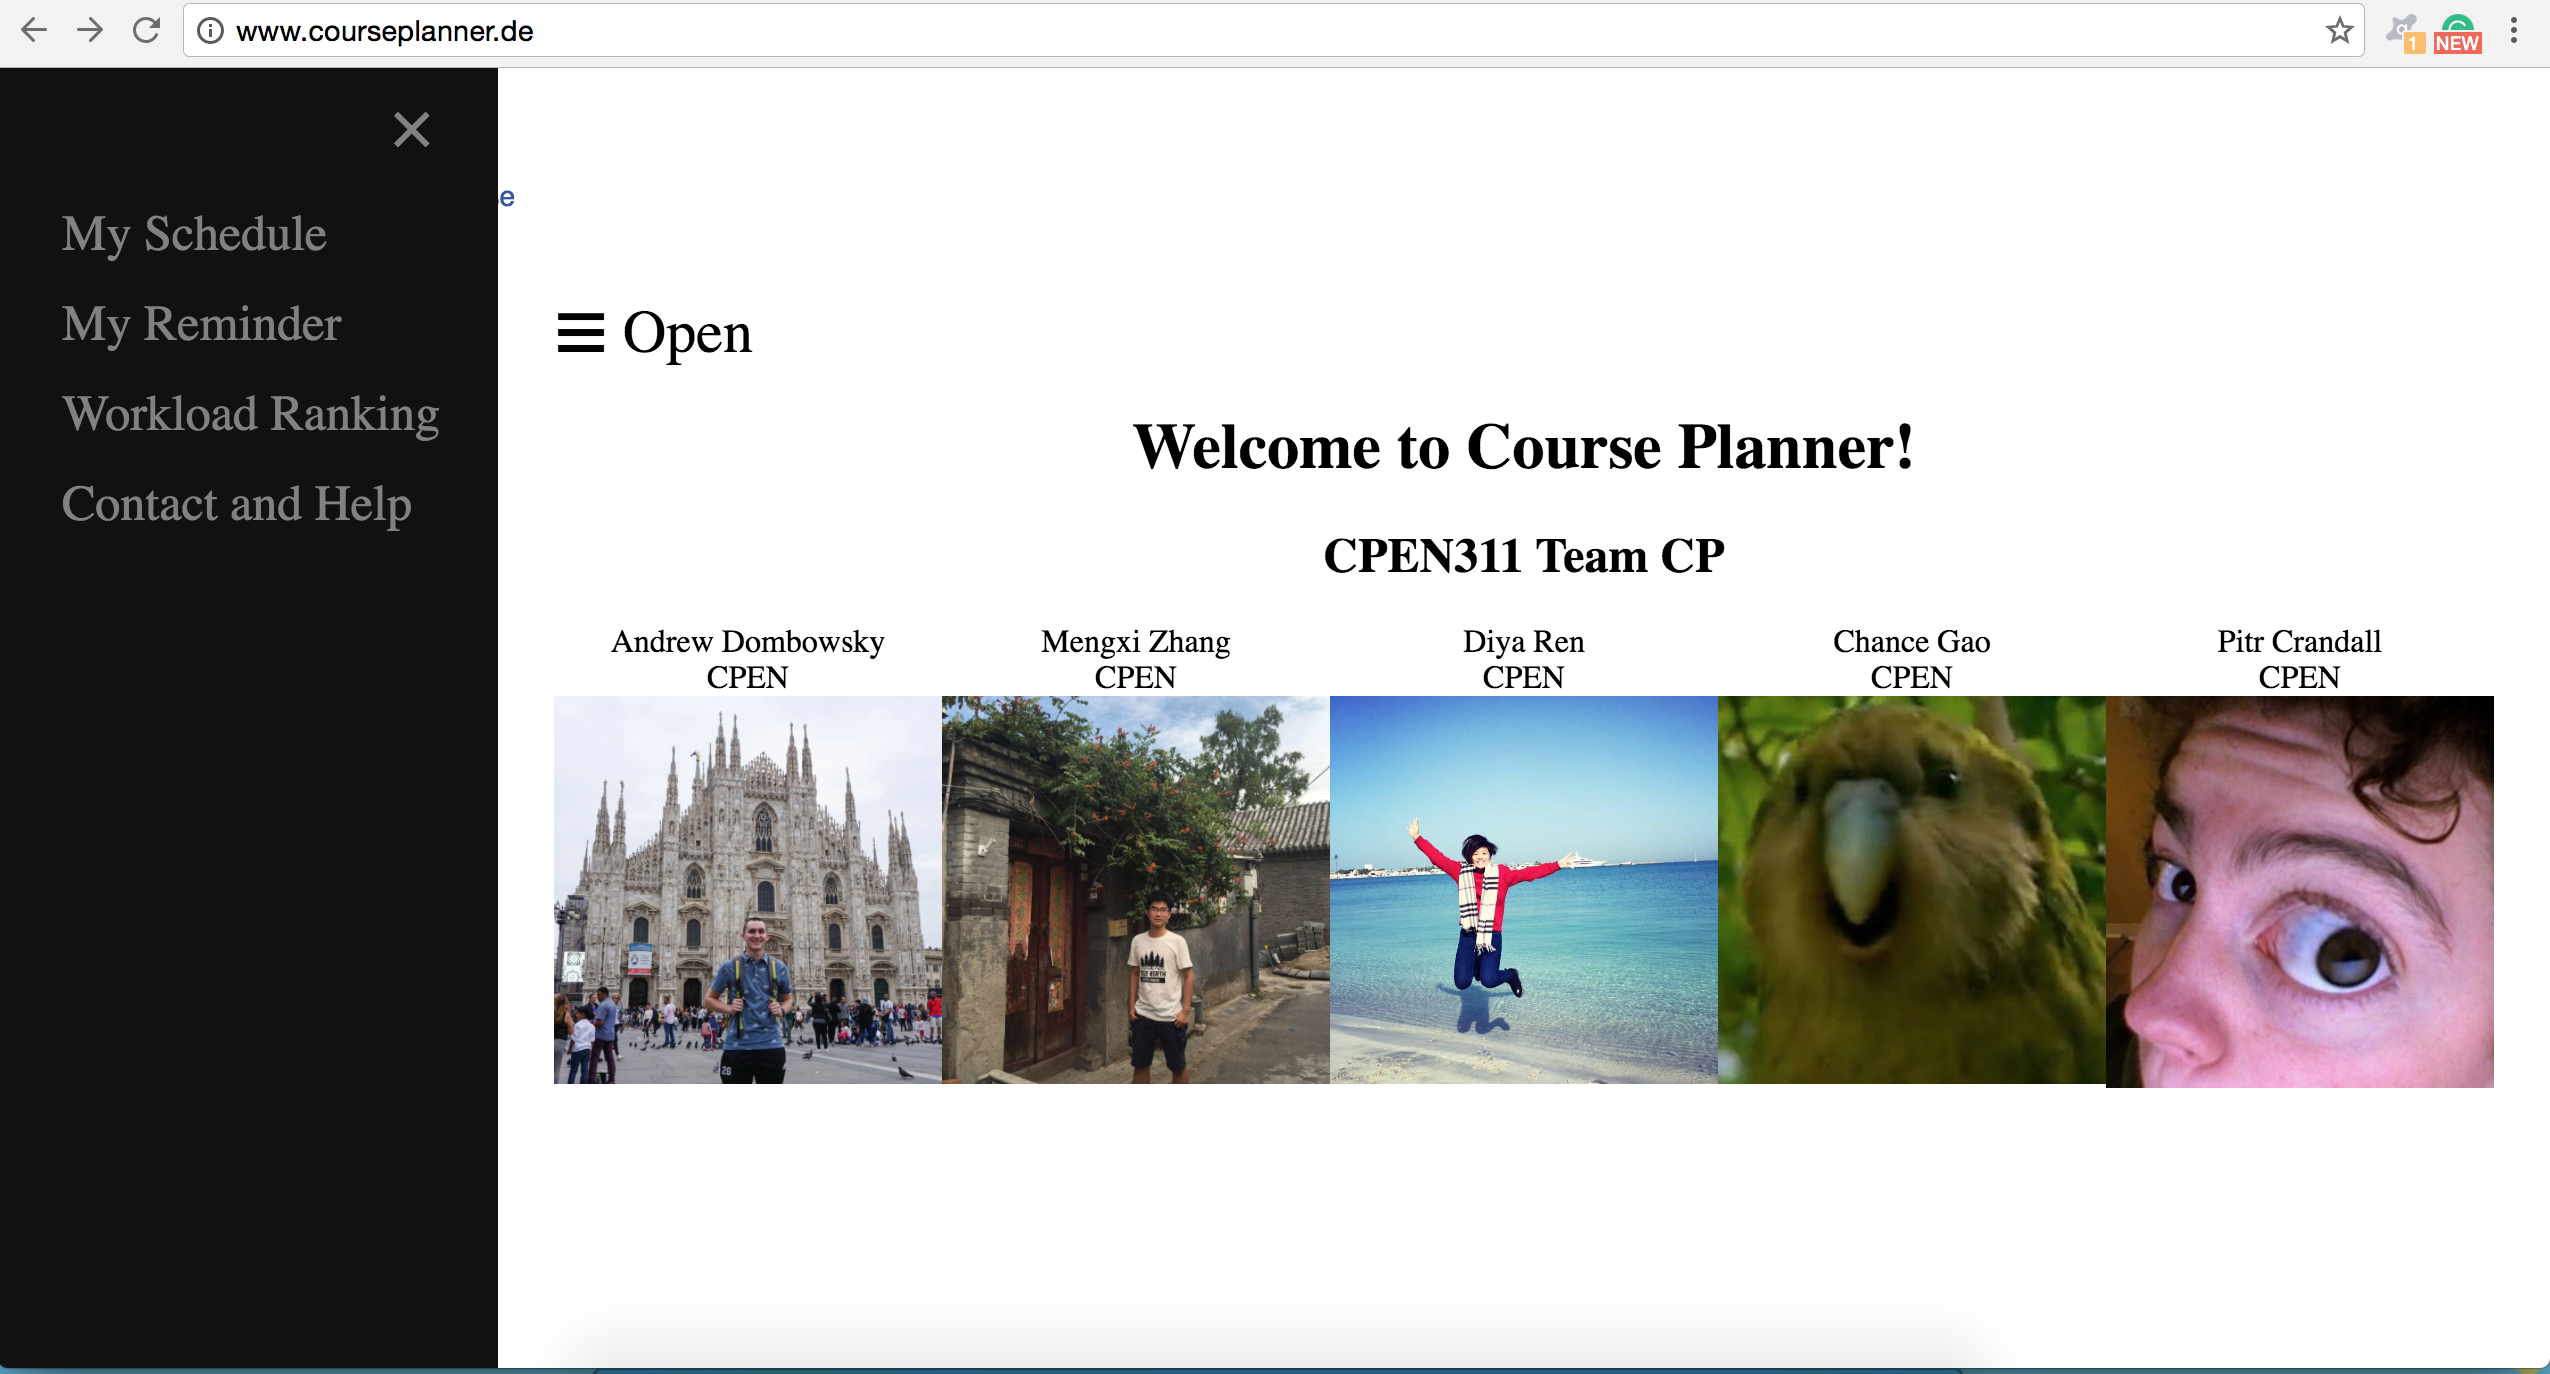 www.courseplanner.de
1
NEW
×
My Schedule
My Reminder
Workload Ranking
Contact and Help
e
☰ Open
Welcome to Course Planner!
CPEN311 Team CP
Andrew Dombowsky
CPEN
Mengxi Zhang
CPEN
Diya Ren
CPEN
Chance Gao
CPEN
Pitr Crandall
CPEN
26